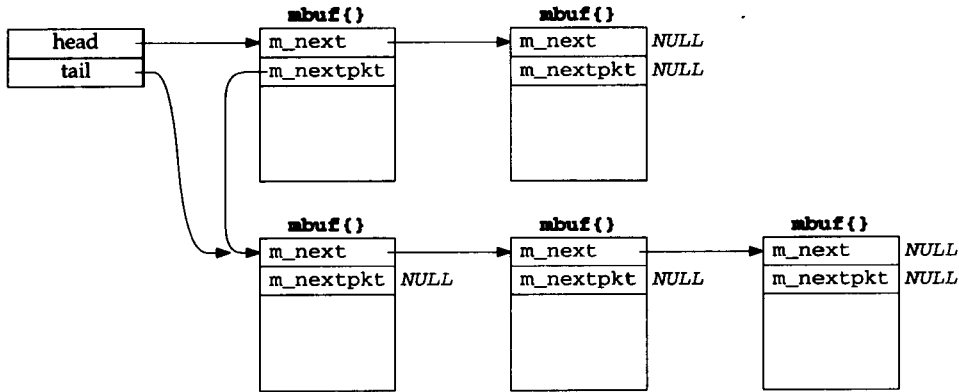 mbuf{} mbuf{}
head m_next m_next NULL
tail m_nextpkt m_nextpkt NULL
mbuf{} mbuf{} mbuf{}
m_next m_next m_next NULL
m_nextpkt NULL m_nextpkt NULL m_nextpkt NULL